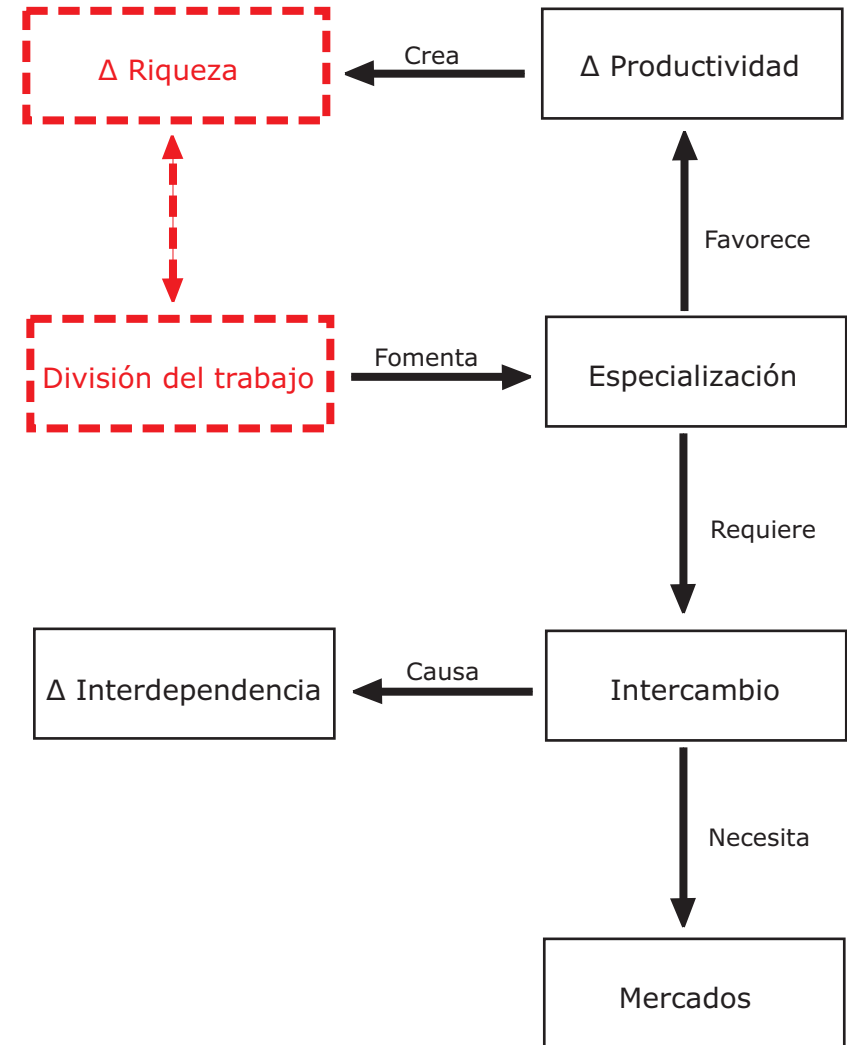 Δ Riqueza
Crea
Δ Productividad
Favorece
División del trabajo
Fomenta
Especialización
Requiere
Δ Interdependencia
Causa
Intercambio
Necesita
Mercados